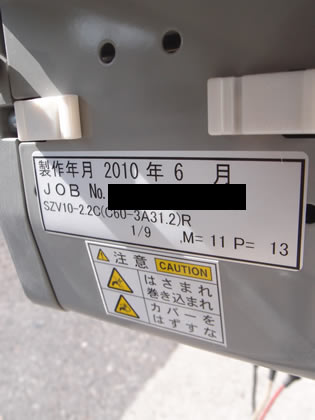 製作年月 2010 年 6 月
JOB No.
SZV10-2.2C(C60-3A31.2)R
1/9 ,M= 11 P= 13
注意 CAUTION
はさまれ
巻き込まれ
カバーを
はずすな